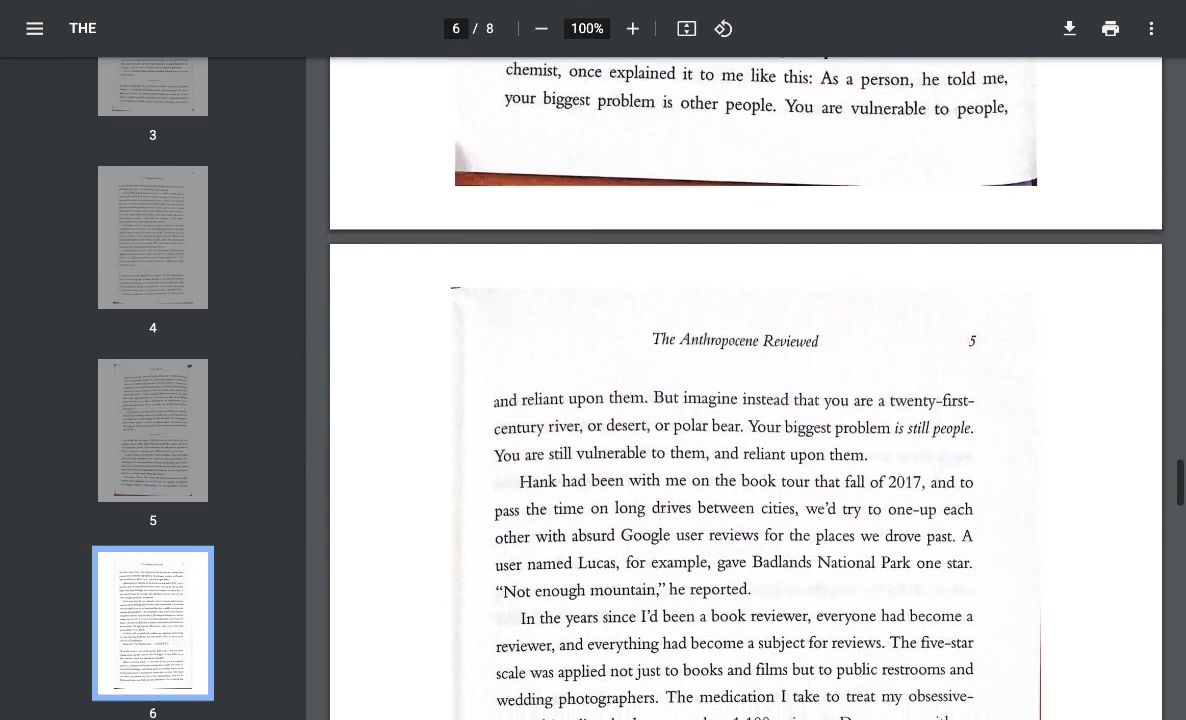 THE
6 / 8
100%
3
4
5
6
chemist, once explained it to me like this: As a person, he told me,
your biggest problem is other people. You are vulnerable to people,
The Anthropocene Reviewed 5
and reliant upon them. But imagine instead that you are a twenty-first-
century river, or desert, or polar bear. Your biggest problem is still people.
You are still vulnerable to them, and reliant upon them.
Hank had been with me on the book tour that fall of 2017, and to
pass the time on long drives between cities, we'd try to one-up each
other with absurd Google user reviews for the places we drove past. A
user named Lucas, for example, gave Badlands National Park one star.
“Not enough mountain,” he reported.
In the years since I'd been a book reviewer, everyone had become a
reviewer, and everything had become a subject for reviews. The five-star
scale was applied not just to books and films but to public restrooms and
wedding photographers. The medication I take to treat my obsessive-